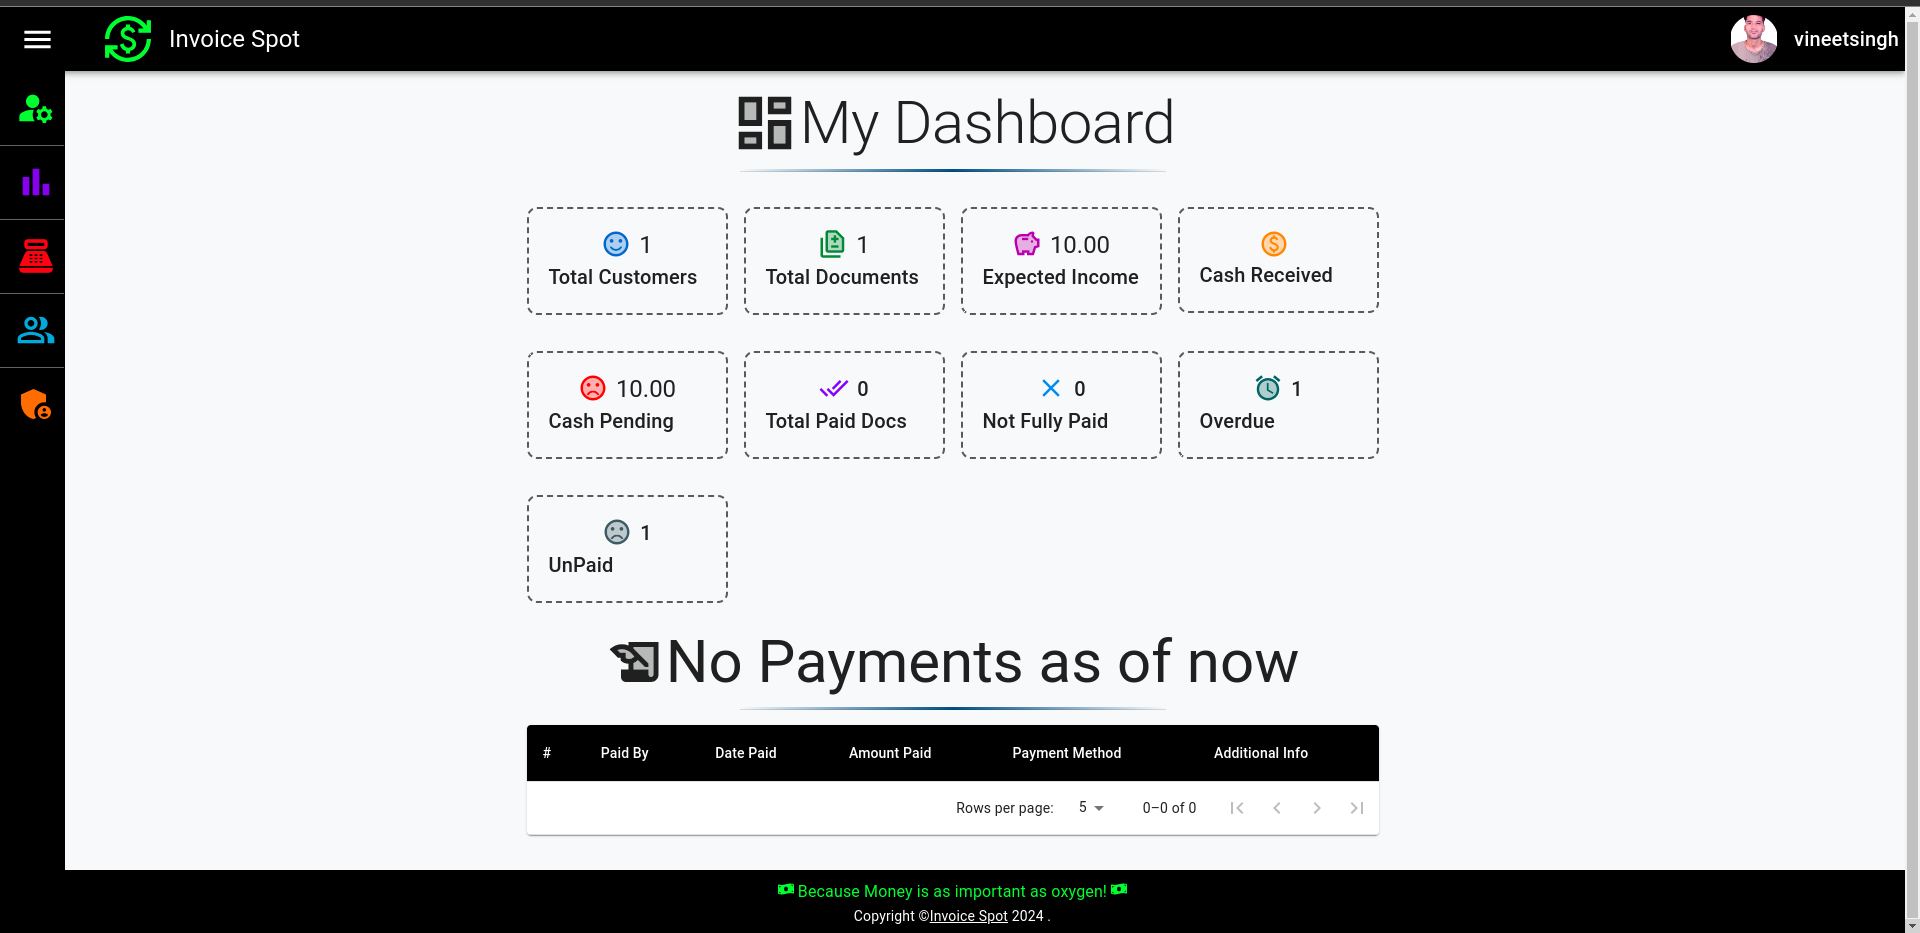 Invoice Spot
vineetsingh
My Dashboard
1
Total Customers
1
Total Documents
10.00
Expected Income
Cash Received
10.00
Cash Pending
0
Total Paid Docs
0
Not Fully Paid
1
Overdue
1
UnPaid
No Payments as of now
# Paid By Date Paid Amount Paid Payment Method Additional Info
Rows per page: 5 0–0 of 0
Because Money is as important as oxygen!
Copyright ©Invoice Spot 2024 .